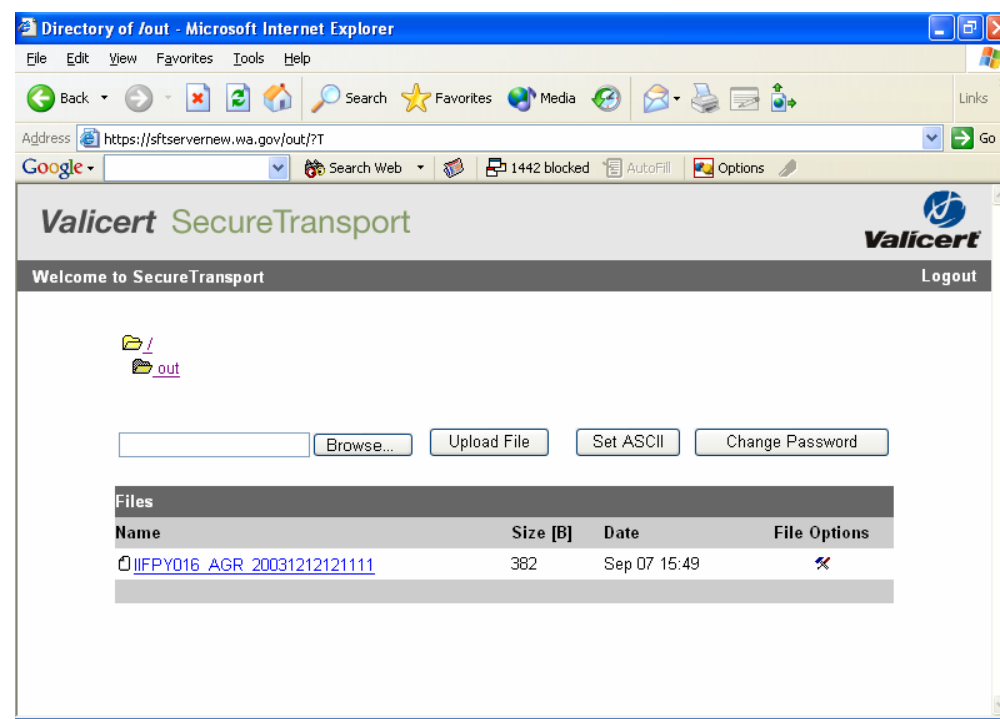 Directory of /out - Microsoft Internet Explorer
File Edit View Favorites Tools Help
Back Search Favorites Media Links
Address https://sftservernew.wa.gov/out/?T Go
Google Search Web 1442 blocked AutoFill Options
Valicert SecureTransport
Valicert
Welcome to SecureTransport Logout
/
out
Browse... Upload File Set ASCII Change Password
Files
Name Size [B] Date File Options
IIFPY016_AGR_20031212121111 382 Sep 07 15:49